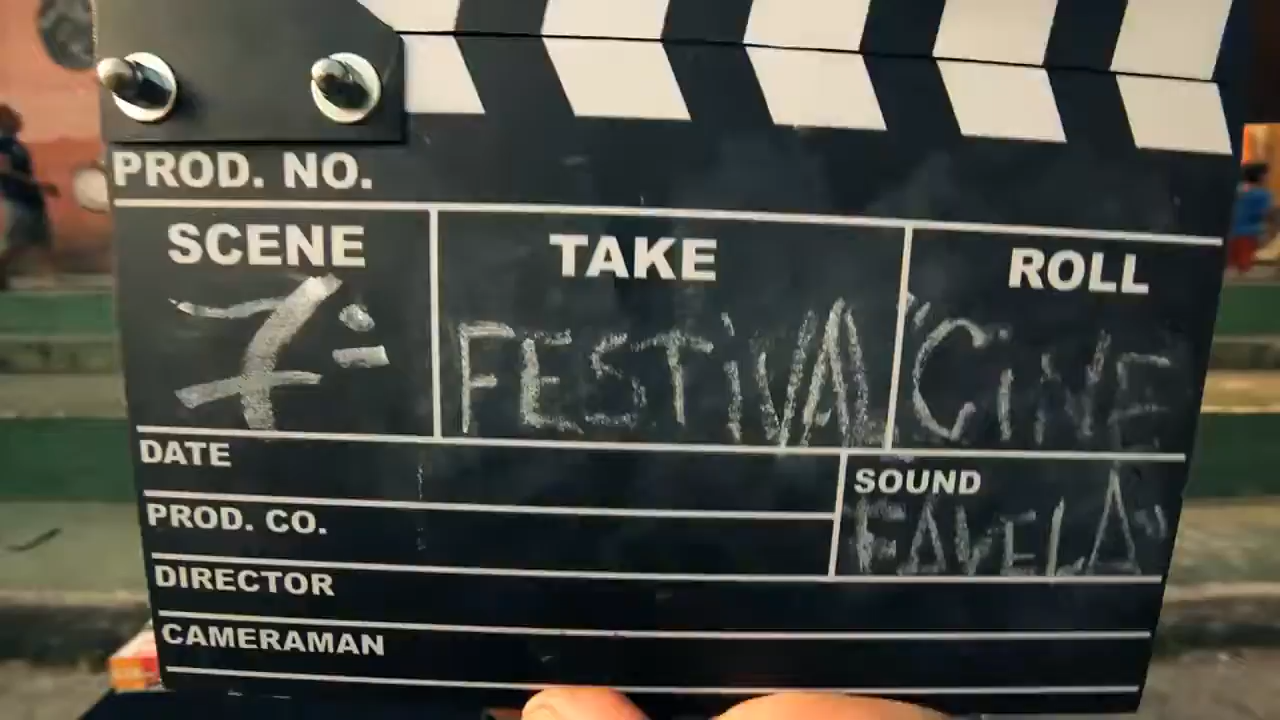 PROD. NO.
SCENE TAKE ROLL
7º FESTiVAL "CiNE
DATE
SOUND
FAVELA"
PROD. CO.
DIRECTOR
CAMERAMAN